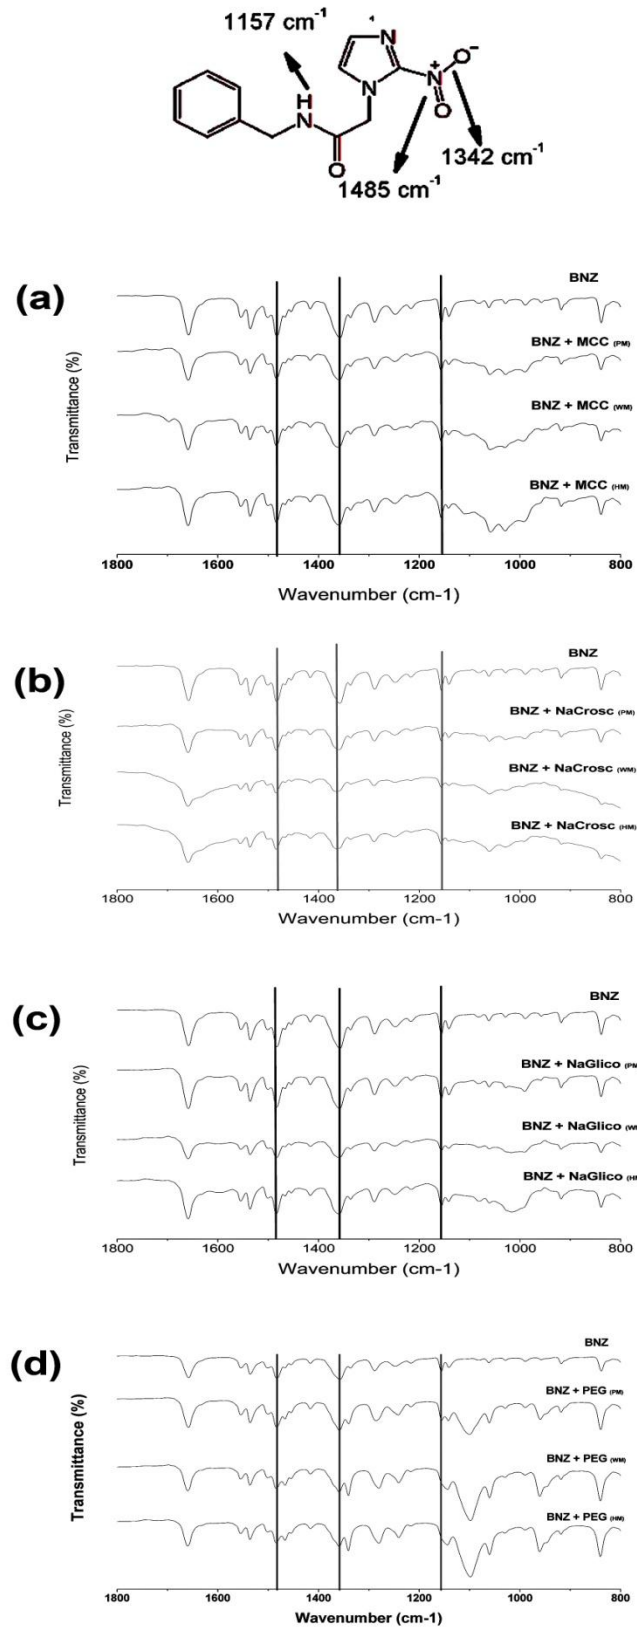 1157 cm-1
1
N
N
N+
O-
O
H
N
O
1342 cm-1
1485 cm-1
(a)
BNZ
BNZ + MCC (PM)
BNZ + MCC (WM)
BNZ + MCC (HM)
Transmittance (%)
1800 1600 1400 1200 1000 800
Wavenumber (cm-1)
(b)
BNZ
BNZ + NaCrosc (PM)
BNZ + NaCrosc (WM)
BNZ + NaCrosc (HM)
Transmittance (%)
1800 1600 1400 1200 1000 800
Wavenumber (cm-1)
(c)
BNZ
BNZ + NaGlico (PM
BNZ + NaGlico (WM
BNZ + NaGlico (HM
Transmittance (%)
1800 1600 1400 1200 1000 800
Wavenumber (cm-1)
(d)
BNZ
BNZ + PEG (PM)
BNZ + PEG (WM)
BNZ + PEG (HM)
Transmittance (%)
1800 1600 1400 1200 1000 800
Wavenumber (cm-1)